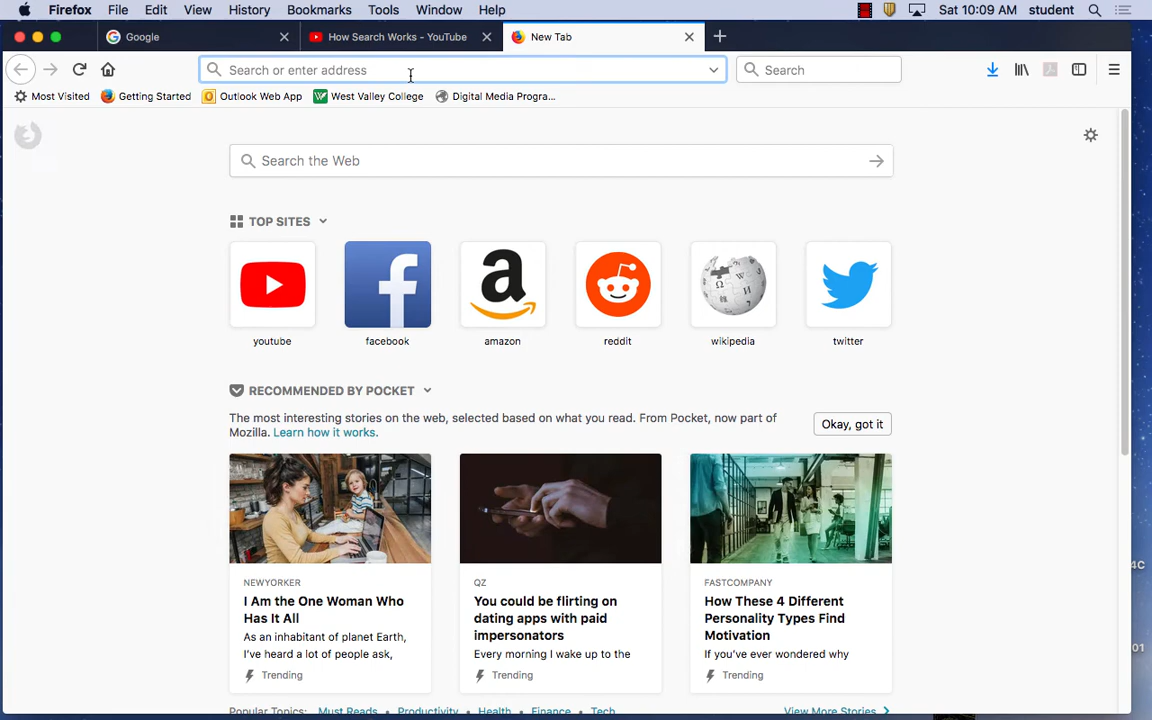 Firefox File Edit View History Bookmarks Tools Window Help Sat 10:09 AM student
Google How Search Works - YouTube New Tab
Search or enter address Search
Most Visited Getting Started Outlook Web App West Valley College Digital Media Progra...
Search the Web
TOP SITES
youtube facebook amazon reddit wikipedia twitter
RECOMMENDED BY POCKET
The most interesting stories on the web, selected based on what you read. From Pocket, now part of
Mozilla. Learn how it works.
Okay, got it
NEWYORKER
I Am the One Woman Who
Has It All
As an inhabitant of planet Earth,
I've heard a lot of people ask,
Trending
QZ
You could be flirting on
dating apps with paid
impersonators
Every morning I wake up to the
Trending
FASTCOMPANY
How These 4 Different
Personality Types Find
Motivation
If you've ever wondered why
Trending
Popular Topics: Must Reads • Productivity • Health • Finance • Tech View More Stories
4C
01